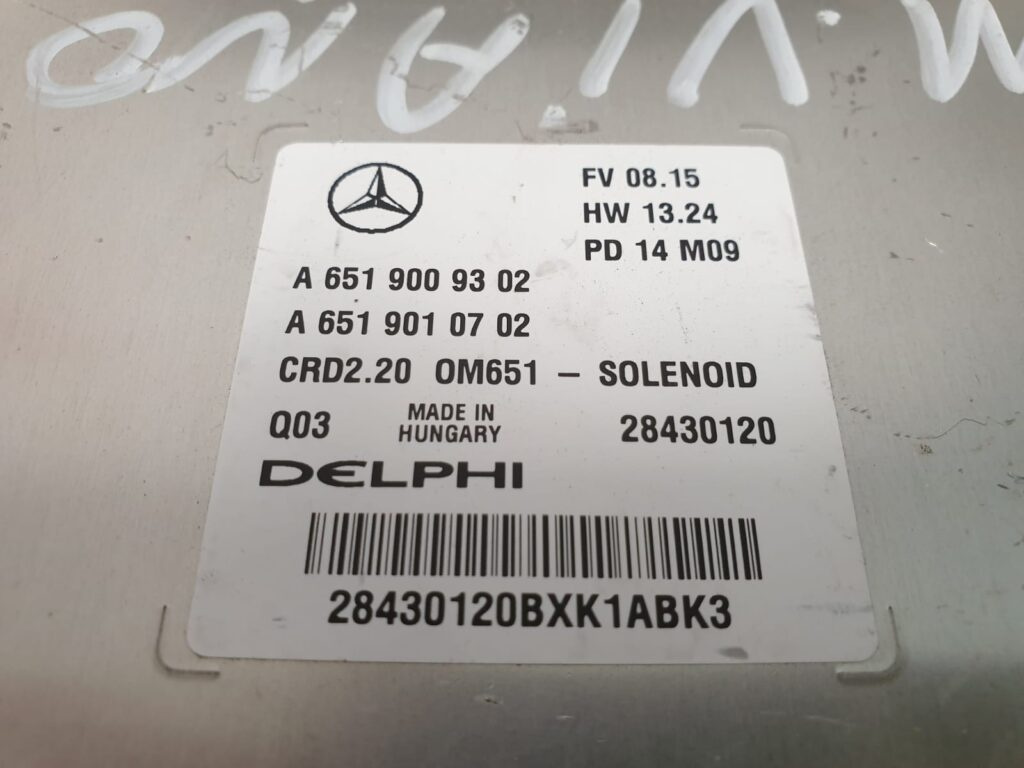 M.VIANO
FV 08.15
HW 13.24
PD 14 M09
A 651 900 93 02
A 651 901 07 02
CRD2.20 OM651 – SOLENOID
Q03 MADE IN HUNGARY 28430120
DELPHI
28430120BXK1ABK3